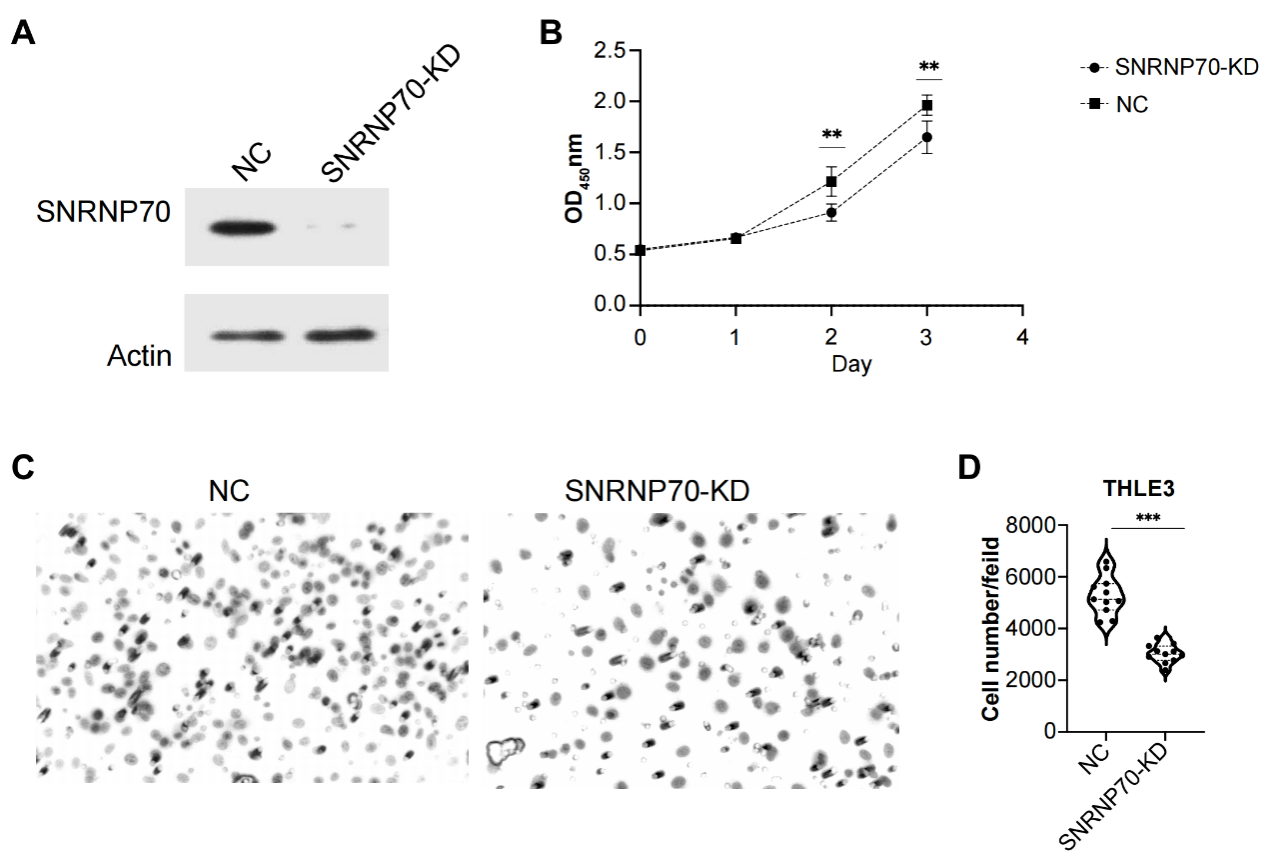 A
NC
SNRNP70-KD
SNRNP70
Actin
B
2.5
2.0
1.5
1.0
0.5
0.0
OD450nm
0 1 2 3 4
Day
**
**
SNRNP70-KD
NC
C
NC
SNRNP70-KD
D
THLE3
***
8000
6000
4000
2000
0
Cell number/feild
NC
SNRNP70-KD